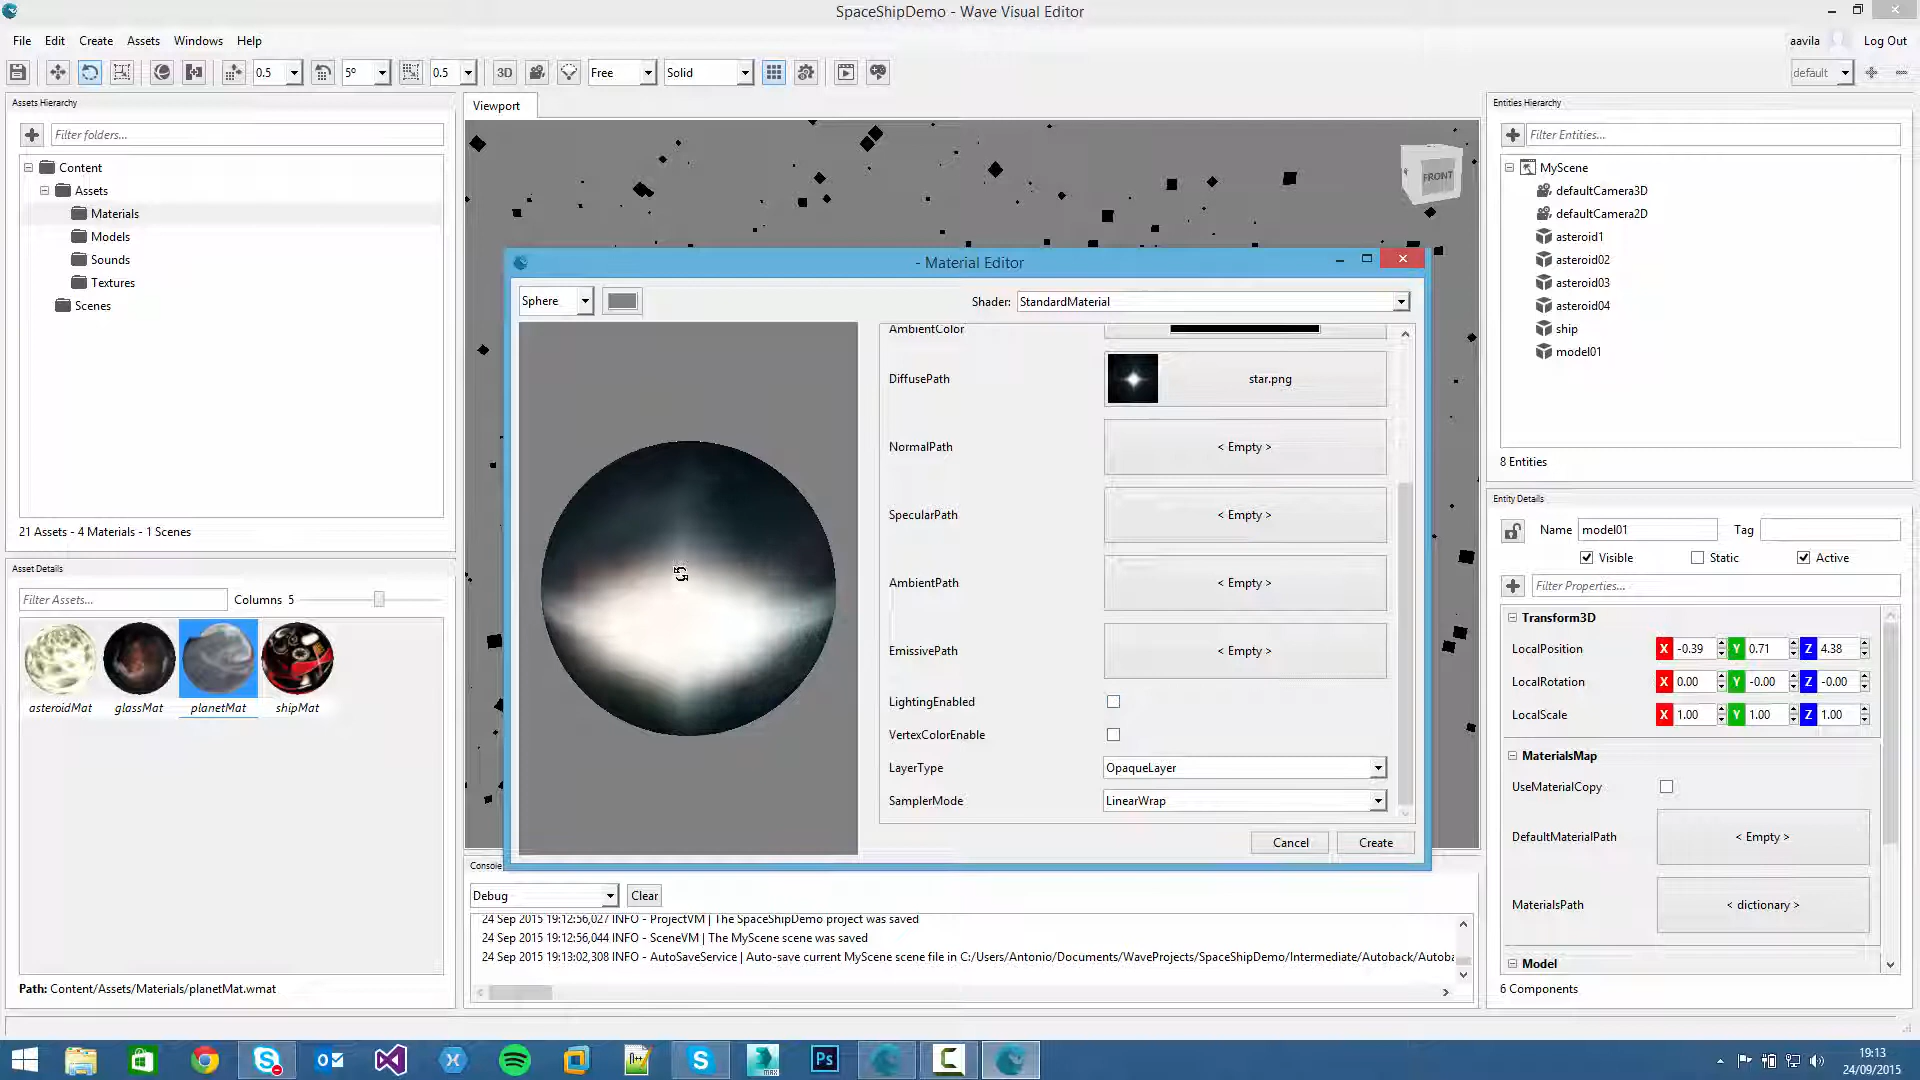 SpaceShipDemo - Wave Visual Editor
File Edit Create Assets Windows Help
aavila Log Out
0.5 5º 0.5 3D Free Solid
default
Assets Hierarchy
Filter folders...
Content
Assets
Materials
Models
Sounds
Textures
Scenes
21 Assets - 4 Materials - 1 Scenes
Asset Details
Filter Assets...
Columns 5
asteroidMat glassMat planetMat shipMat
Path: Content/Assets/Materials/planetMat.wmat
Viewport
FRONT
- Material Editor
Sphere
Shader: StandardMaterial
AmbientColor
DiffusePath star.png
NormalPath < Empty >
SpecularPath < Empty >
AmbientPath < Empty >
EmissivePath < Empty >
LightingEnabled
VertexColorEnable
LayerType OpaqueLayer
SamplerMode LinearWrap
Cancel Create
Console
Debug Clear
24 Sep 2015 19:12:56,027 INFO - ProjectVM | The SpaceShipDemo project was saved
24 Sep 2015 19:12:56,044 INFO - SceneVM | The MyScene scene was saved
24 Sep 2015 19:13:02,308 INFO - AutoSaveService | Auto-save current MyScene scene file in C:/Users/Antonio/Documents/WaveProjects/SpaceShipDemo/Intermediate/Autoback/Autoba
Entities Hierarchy
Filter Entities...
MyScene
defaultCamera3D
defaultCamera2D
asteroid1
asteroid02
asteroid03
asteroid04
ship
model01
8 Entities
Entity Details
Name model01 Tag
Visible Static Active
Filter Properties...
Transform3D
LocalPosition X -0.39 Y 0.71 Z 4.38
LocalRotation X 0.00 Y -0.00 Z -0.00
LocalScale X 1.00 Y 1.00 Z 1.00
MaterialsMap
UseMaterialCopy
DefaultMaterialPath < Empty >
MaterialsPath < dictionary >
Model
6 Components
Ps
MAX
19:13
24/09/2015